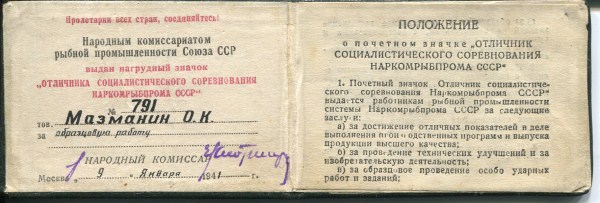 Пролетарии всех стран, соединяйтесь!
Народным комиссариатом
рыбной промышленности Союза ССР
выдан нагрудный значок
"ОТЛИЧНИКА СОЦИАЛИСТИЧЕСКОГО СОРЕВНОВАНИЯ
НАРКОМРЫБПРОМА СССР"
№ 791
тов. Мазманин О.К.
за образцовую работу
НАРОДНЫЙ КОМИССАР
Москва 9 Января 1941 г.
ПОЛОЖЕНИЕ
о почетном значке „ОТЛИЧНИК
СОЦИАЛИСТИЧЕСКОГО СОРЕВНОВАНИЯ
НАРКОМРЫБПРОМА СССР"
1. Почетный значок „Отличник социалистического соревнования Наркомрыбпрома СССР"
выдается работникам рыбной промышленности
системы Наркомрыбпрома СССР за следующие
заслуги:
а) за достижение отличных показателей в деле
выполнения производственных программ и выпуска
продукции высшего качества;
б) за проведение технических улучшений и за
изобретательскую деятельность;
в) за образцовое проведение особо ударных
работ и заданий;